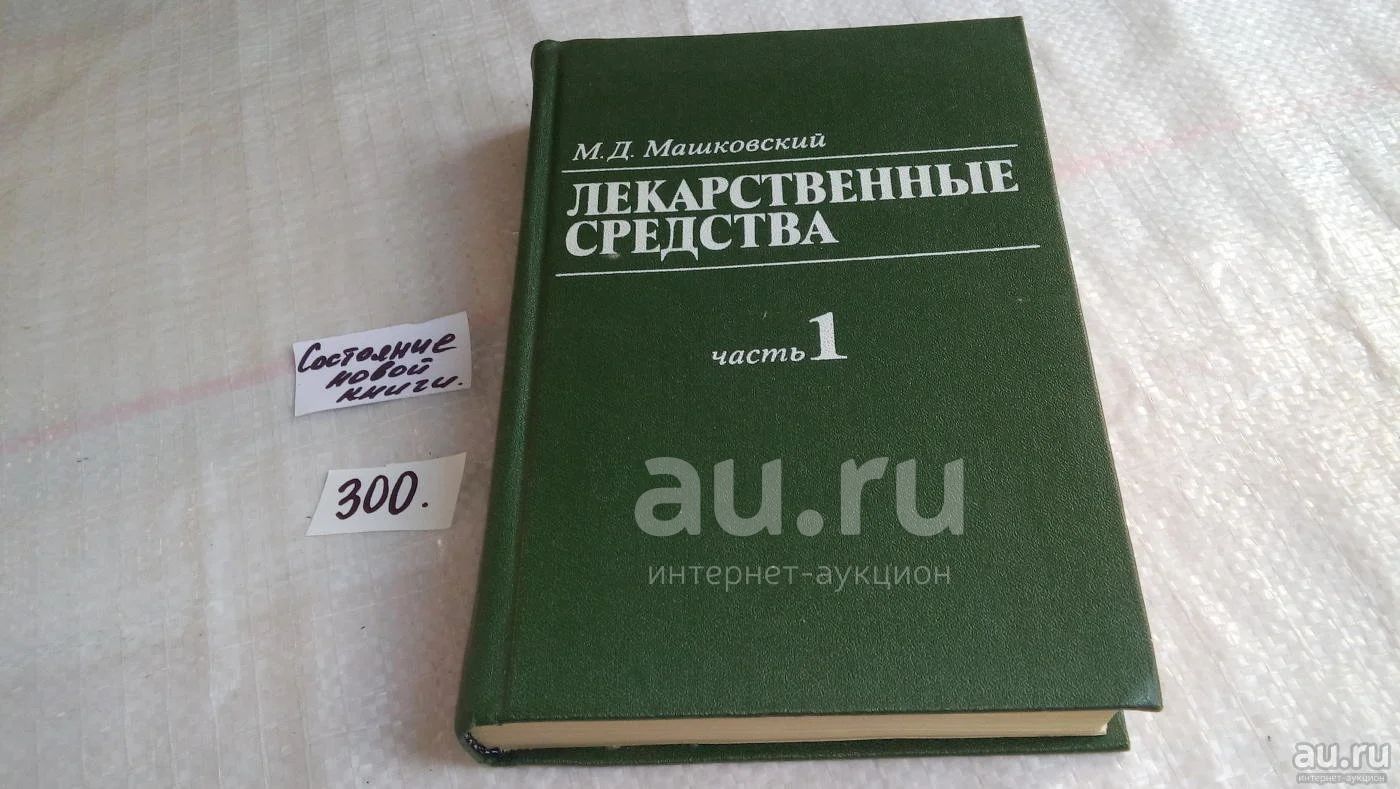 М. Д. Машковский
ЛЕКАРСТВЕННЫЕ
СРЕДСТВА
часть 1
Состояние
новой
книги.
300.
au.ru
интернет-аукцион
au.ru
интернет-аукцион